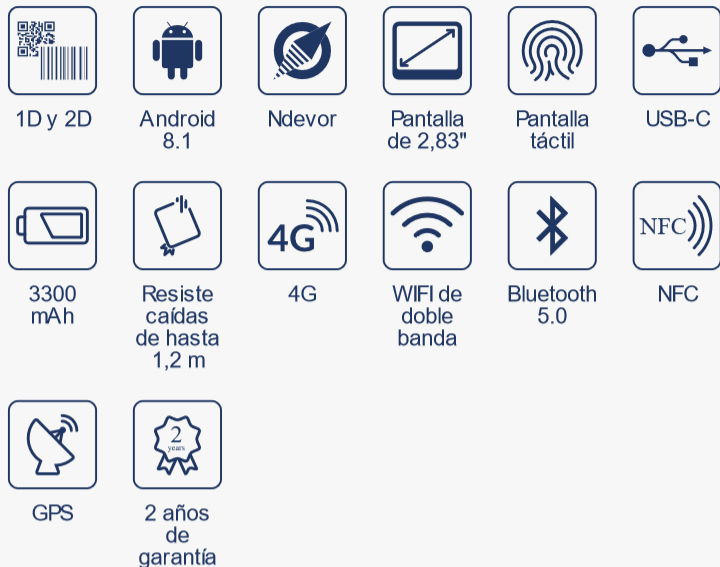 1D y 2D
Android
8.1
Ndevor
Pantalla
de 2,83"
Pantalla
táctil
USB-C
4G
NFC
3300
mAh
Resiste
caídas
de hasta
1,2 m
4G
WIFI de
doble
banda
Bluetooth
5.0
NFC
2
years
GPS
2 años
de
garantía